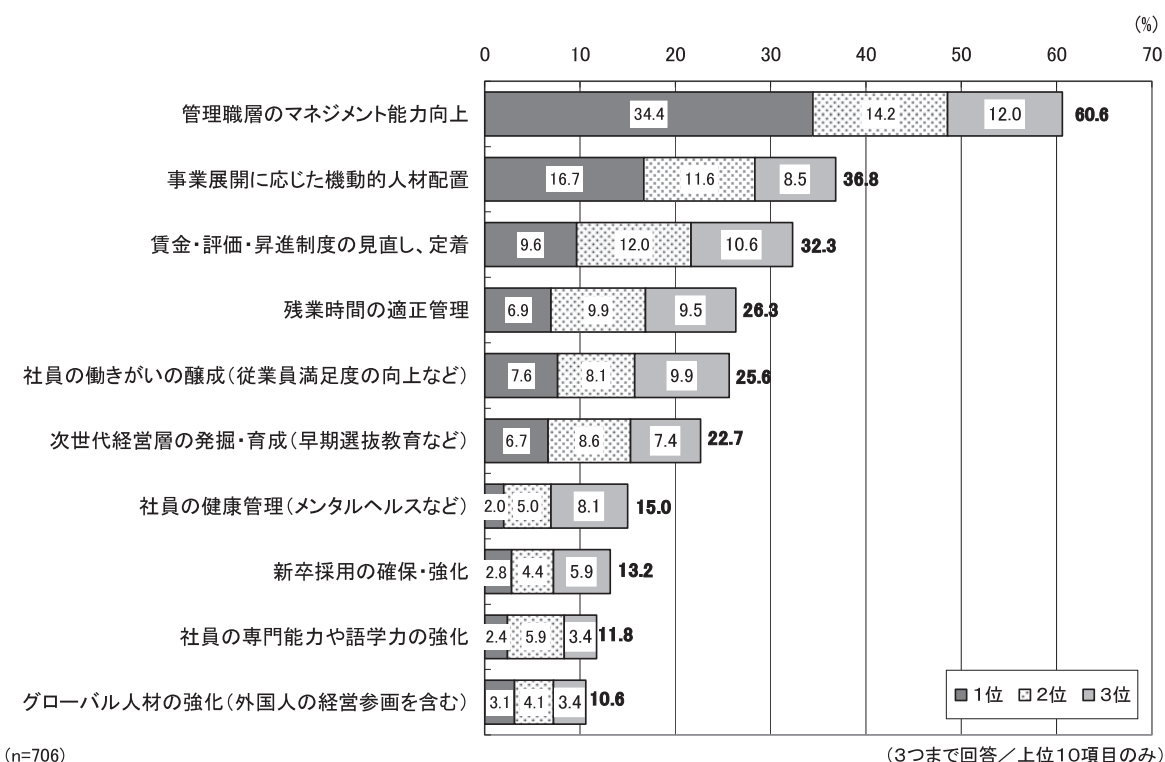 (%)
0 10 20 30 40 50 60 70
管理職層のマネジメント能力向上 34.4 14.2 12.0 60.6
事業展開に応じた機動的人材配置 16.7 11.6 8.5 36.8
賃金・評価・昇進制度の見直し、定着 9.6 12.0 10.6 32.3
残業時間の適正管理 6.9 9.9 9.5 26.3
社員の働きがいの醸成(従業員満足度の向上など) 7.6 8.1 9.9 25.6
次世代経営層の発掘・育成(早期選抜教育など) 6.7 8.6 7.4 22.7
社員の健康管理(メンタルヘルスなど) 2.0 5.0 8.1 15.0
新卒採用の確保・強化 2.8 4.4 5.9 13.2
社員の専門能力や語学力の強化 2.4 5.9 3.4 11.8
グローバル人材の強化(外国人の経営参画を含む) 3.1 4.1 3.4 10.6
1位 2位 3位
(n=706) (3つまで回答/上位10項目のみ)